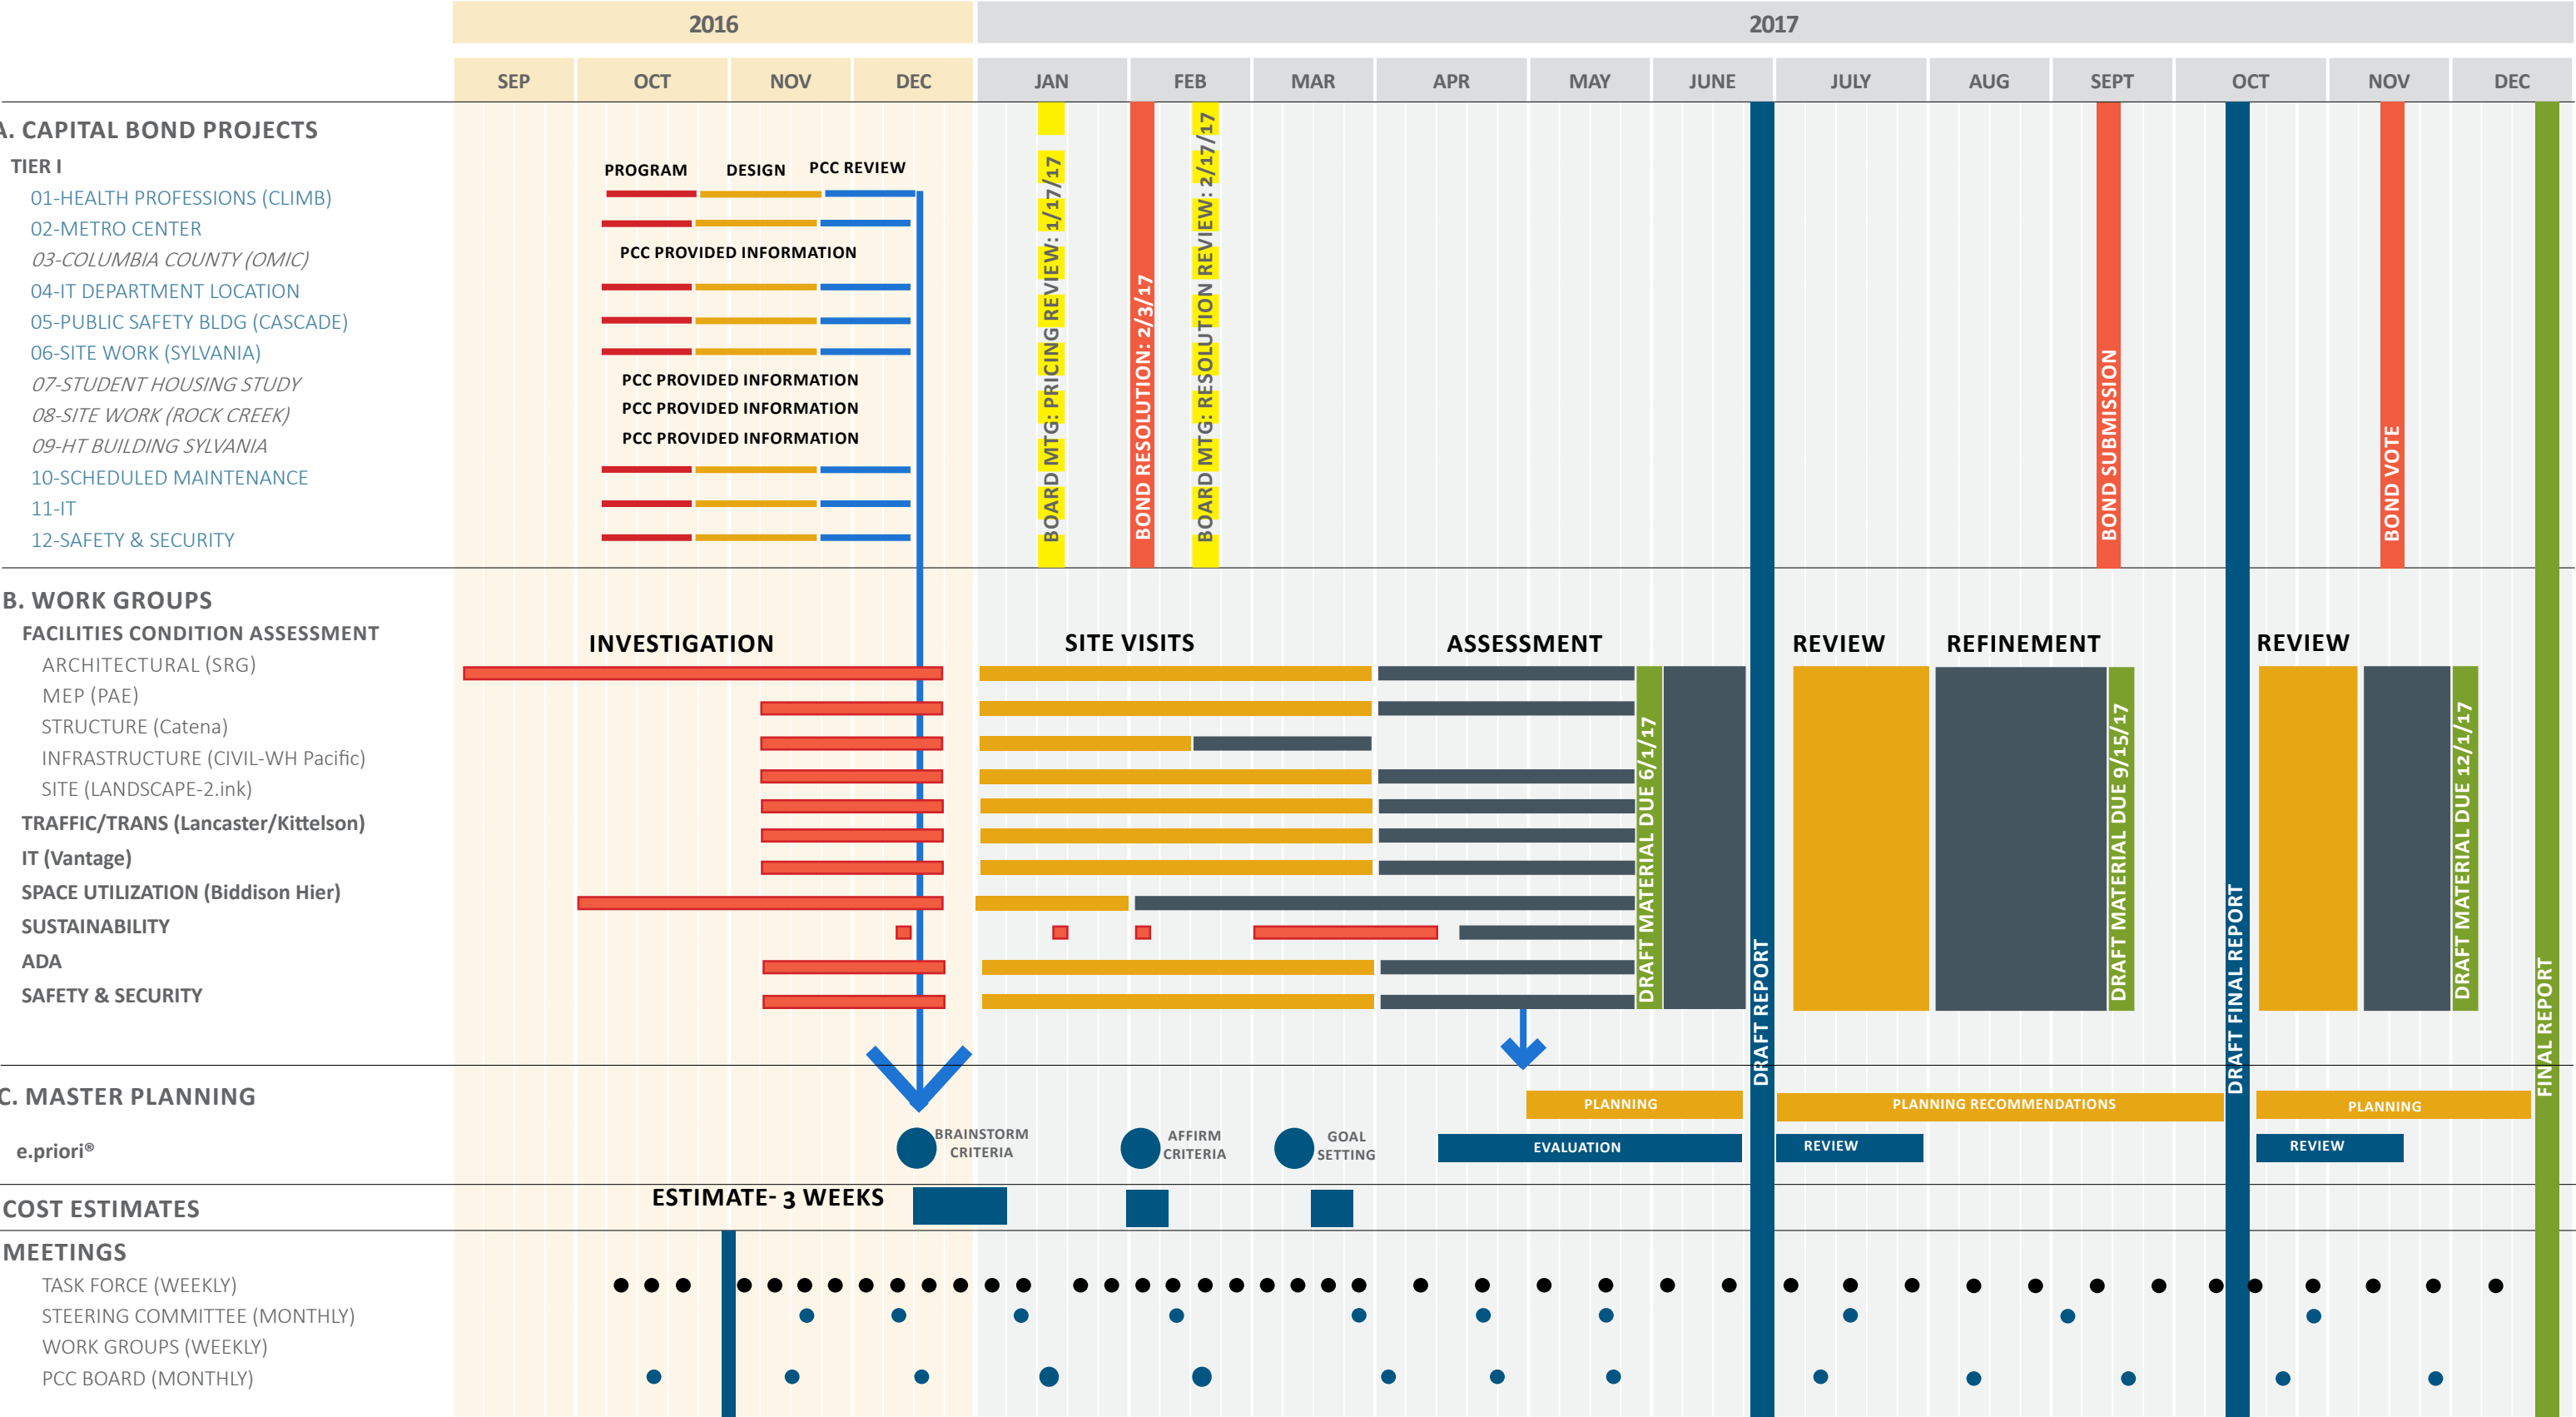 2016
2017
SEP OCT NOV DEC JAN FEB MAR APR MAY JUNE JULY AUG SEPT OCT NOV DEC
A. CAPITAL BOND PROJECTS
TIER I
PROGRAM DESIGN PCC REVIEW
01-HEALTH PROFESSIONS (CLIMB)
02-METRO CENTER
03-COLUMBIA COUNTY (OMIC)
PCC PROVIDED INFORMATION
04-IT DEPARTMENT LOCATION
05-PUBLIC SAFETY BLDG (CASCADE)
06-SITE WORK (SYLVANIA)
07-STUDENT HOUSING STUDY
PCC PROVIDED INFORMATION
08-SITE WORK (ROCK CREEK)
PCC PROVIDED INFORMATION
09-HT BUILDING SYLVANIA
PCC PROVIDED INFORMATION
10-SCHEDULED MAINTENANCE
11-IT
12-SAFETY & SECURITY
BOARD MTG: PRICING REVIEW: 1/17/17
BOND RESOLUTION: 2/3/17
BOARD MTG: RESOLUTION REVIEW: 2/17/17
BOND SUBMISSION
BOND VOTE
B. WORK GROUPS
FACILITIES CONDITION ASSESSMENT
INVESTIGATION SITE VISITS ASSESSMENT REVIEW REFINEMENT REVIEW
ARCHITECTURAL (SRG)
MEP (PAE)
STRUCTURE (Catena)
INFRASTRUCTURE (CIVIL-WH Pacific)
SITE (LANDSCAPE-2.ink)
TRAFFIC/TRANS (Lancaster/Kittelson)
IT (Vantage)
SPACE UTILIZATION (Biddison Hier)
SUSTAINABILITY
ADA
SAFETY & SECURITY
DRAFT MATERIAL DUE 6/1/17
DRAFT REPORT
DRAFT MATERIAL DUE 9/15/17
DRAFT FINAL REPORT
DRAFT MATERIAL DUE 12/1/17
FINAL REPORT
C. MASTER PLANNING
PLANNING
PLANNING RECOMMENDATIONS
PLANNING
e.priori®
BRAINSTORM
CRITERIA
AFFIRM
CRITERIA
GOAL
SETTING
EVALUATION
REVIEW
REVIEW
COST ESTIMATES
ESTIMATE- 3 WEEKS
MEETINGS
TASK FORCE (WEEKLY)
STEERING COMMITTEE (MONTHLY)
WORK GROUPS (WEEKLY)
PCC BOARD (MONTHLY)